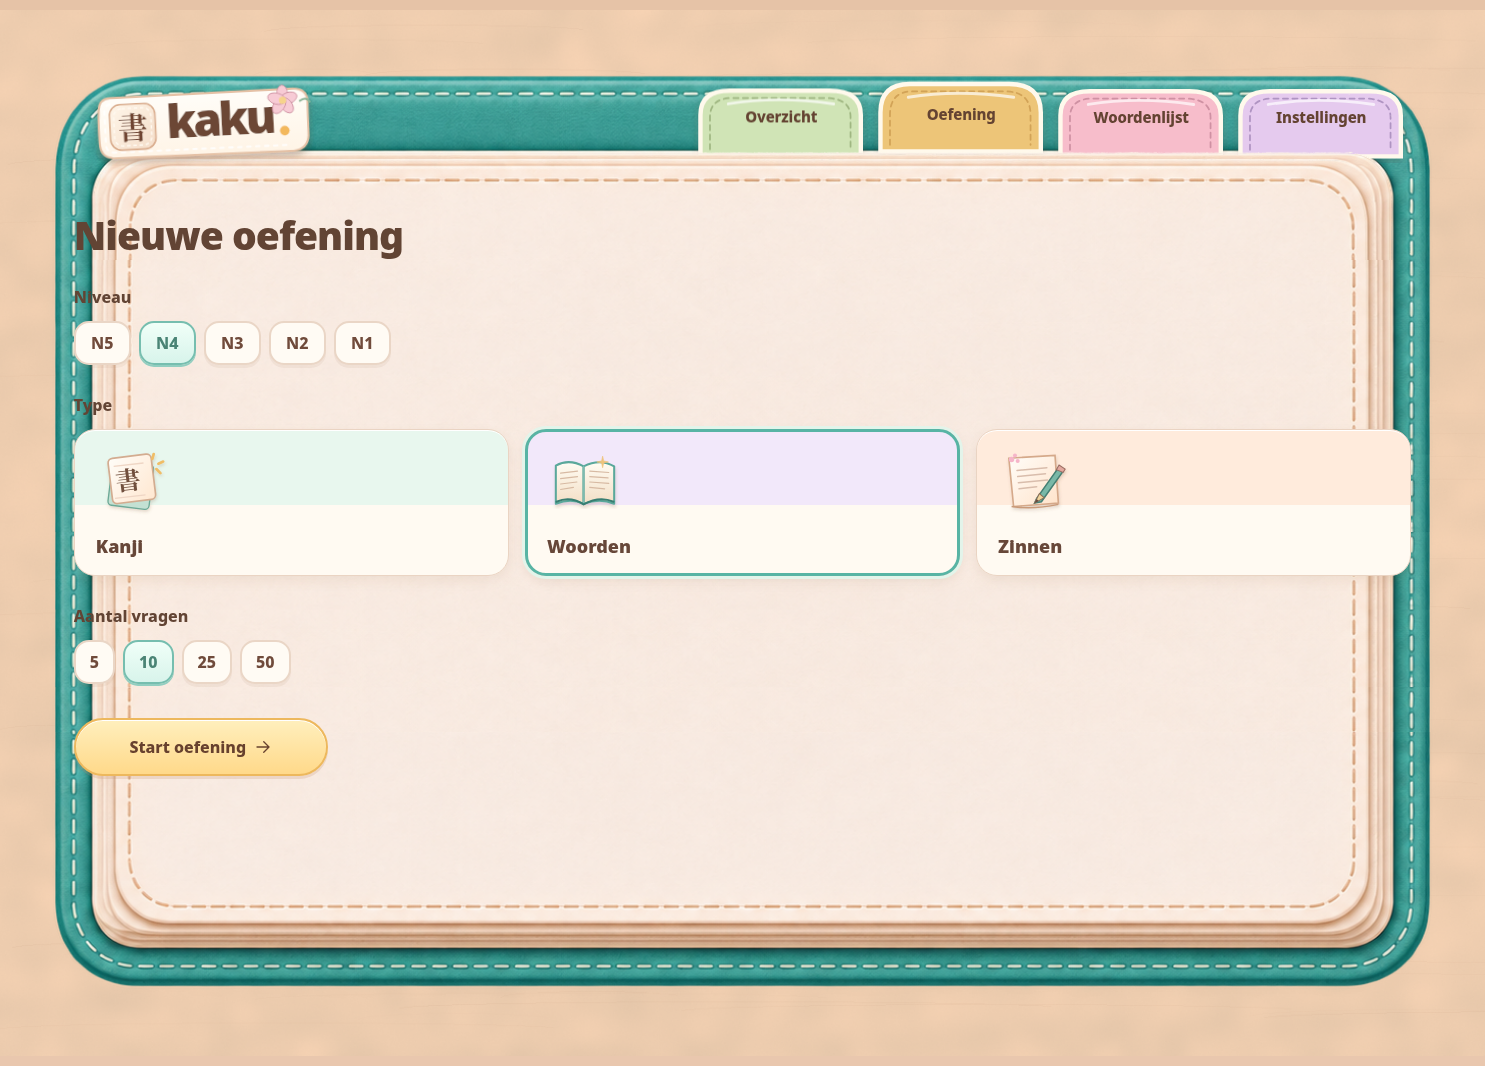 書 kaku.
Overzicht
Oefening
Woordenlijst
Instellingen
Nieuwe oefening
Niveau
N5 N4 N3 N2 N1
Type
書
Kanji
Woorden
Zinnen
Aantal vragen
5 10 25 50
Start oefening →